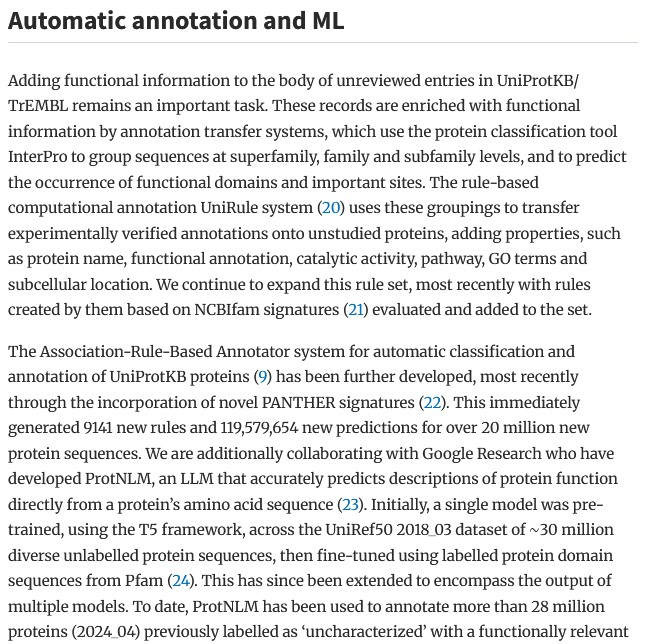 Automatic annotation and ML
Adding functional information to the body of unreviewed entries in UniProtKB/
TrEMBL remains an important task. These records are enriched with functional
information by annotation transfer systems, which use the protein classification tool
InterPro to group sequences at superfamily, family and subfamily levels, and to predict
the occurrence of functional domains and important sites. The rule-based
computational annotation UniRule system (20) uses these groupings to transfer
experimentally verified annotations onto unstudied proteins, adding properties, such
as protein name, functional annotation, catalytic activity, pathway, GO terms and
subcellular location. We continue to expand this rule set, most recently with rules
created by them based on NCBIfam signatures (21) evaluated and added to the set.
The Association-Rule-Based Annotator system for automatic classification and
annotation of UniProtKB proteins (9) has been further developed, most recently
through the incorporation of novel PANTHER signatures (22). This immediately
generated 9141 new rules and 119,579,654 new predictions for over 20 million new
protein sequences. We are additionally collaborating with Google Research who have
developed ProtNLM, an LLM that accurately predicts descriptions of protein function
directly from a protein's amino acid sequence (23). Initially, a single model was pre-
trained, using the T5 framework, across the UniRef50 2018_03 dataset of ~30 million
diverse unlabelled protein sequences, then fine-tuned using labelled protein domain
sequences from Pfam (24). This has since been extended to encompass the output of
multiple models. To date, ProtNLM has been used to annotate more than 28 million
proteins (2024_04) previously labelled as ‘uncharacterized’ with a functionally relevant